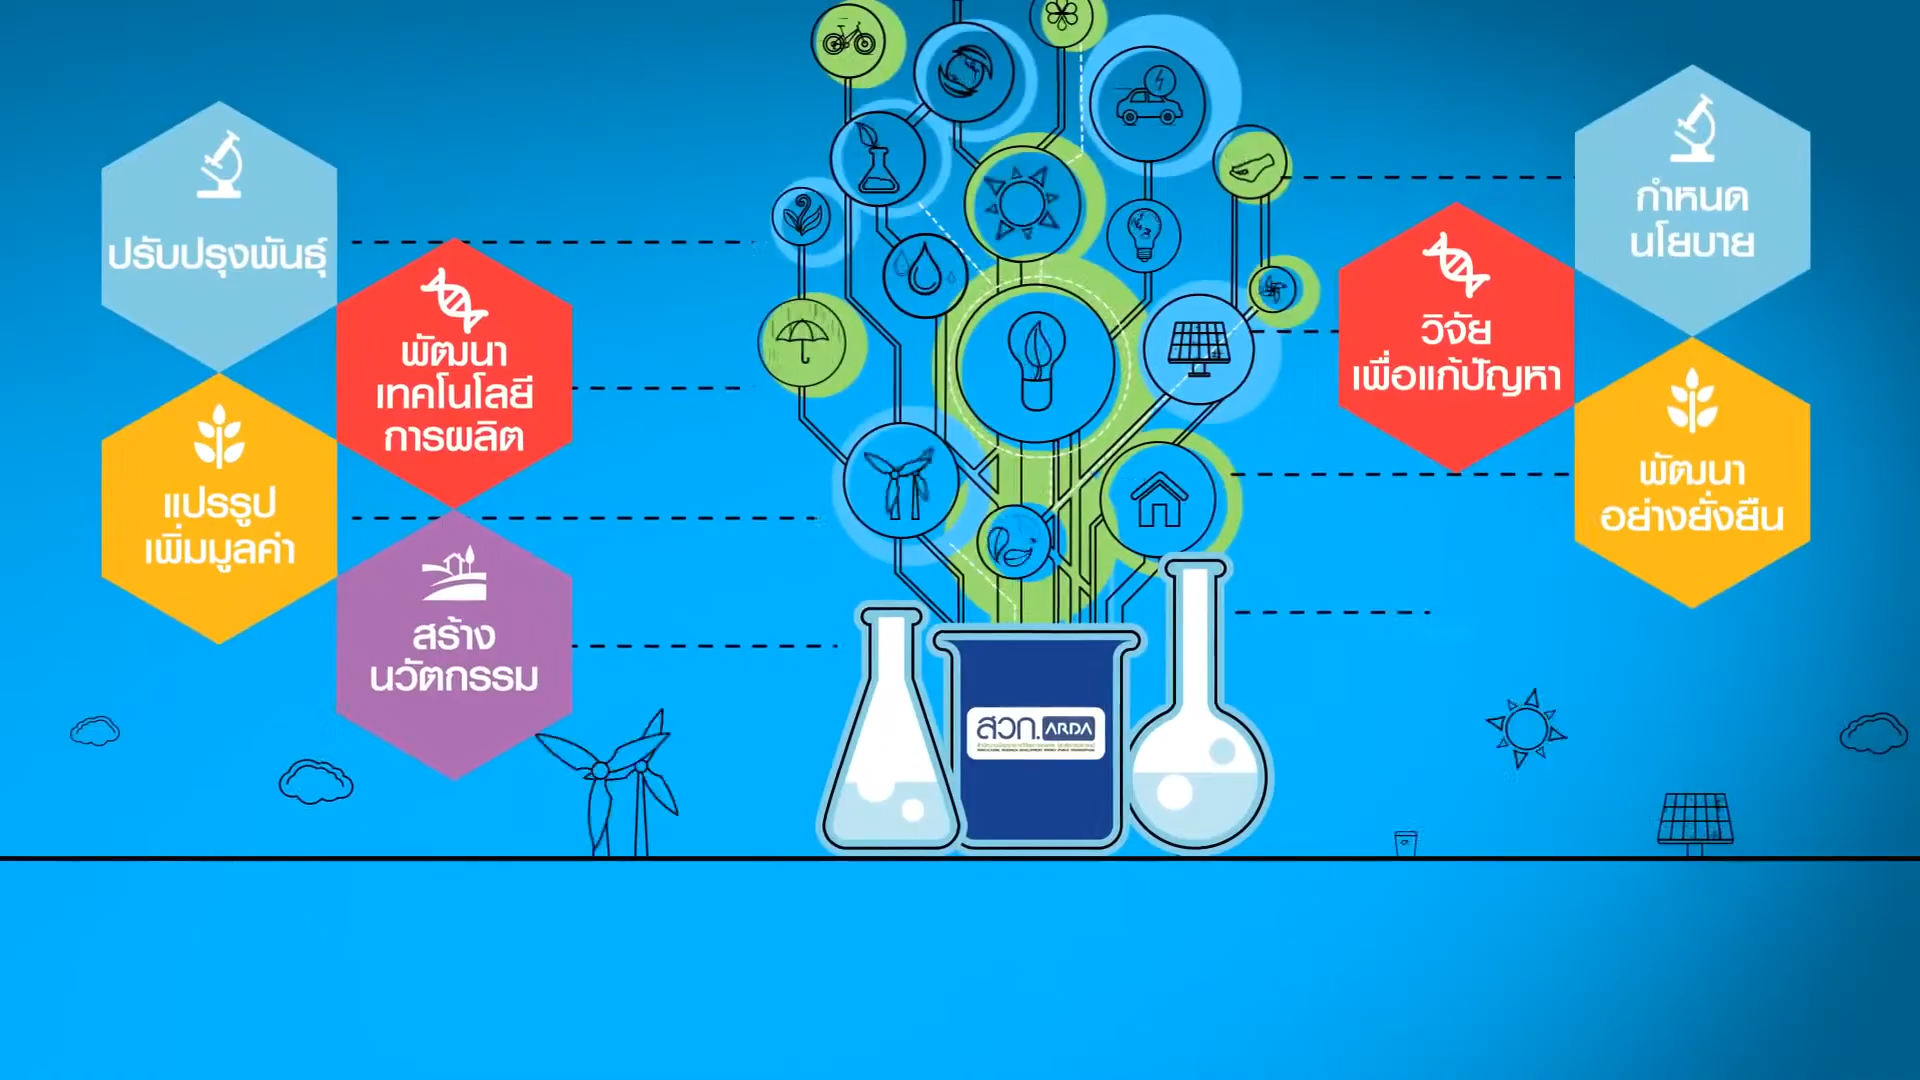 ปรับปรุงพันธุ์
พัฒนา
เทคโนโลยี
การผลิต
แปรรูป
เพิ่มมูลค่า
สร้าง
นวัตกรรม
สวก. ARDA
กำหนด
นโยบาย
วิจัย
เพื่อแก้ปัญหา
พัฒนา
อย่างยั่งยืน